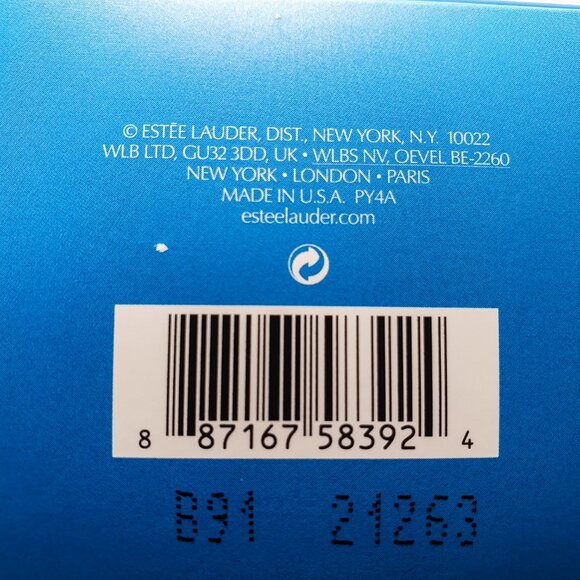 © ESTĒE LAUDER, DIST., NEW YORK, N.Y. 10022
WLB LTD, GU32 3DD, UK • WLBS NV, OEVEL BE-2260
NEW YORK • LONDON • PARIS
MADE IN U.S.A. PY4A
esteelauder.com
8 87167 58392 4
B91 21263